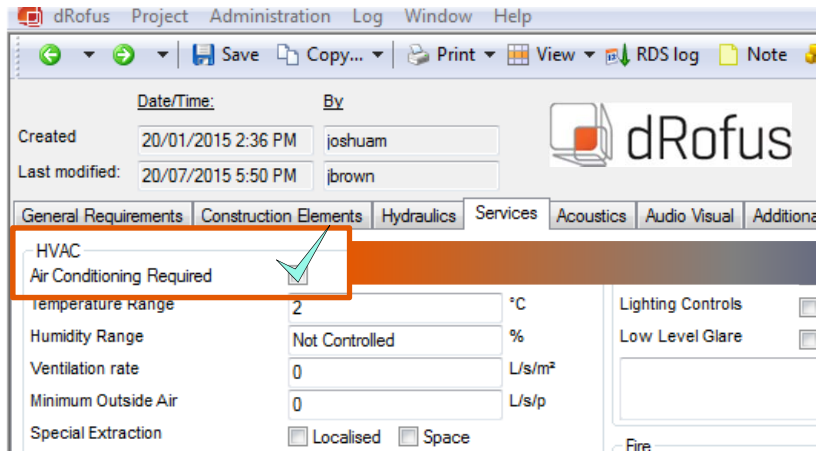 dRofus Project Administration Log Window Help
Save Copy... Print View RDS log Note
Date/Time: By
Created 20/01/2015 2:36 PM joshuam
Last modified: 20/07/2015 5:50 PM jbrown
dRofus
General Requirements Construction Elements Hydraulics Services Acoustics Audio Visual Additiona
HVAC
Air Conditioning Required
Temperature Range 2 °C Lighting Controls
Humidity Range Not Controlled % Low Level Glare
Ventilation rate 0 L/s/m²
Minimum Outside Air 0 L/s/p
Special Extraction Localised Space
Fire